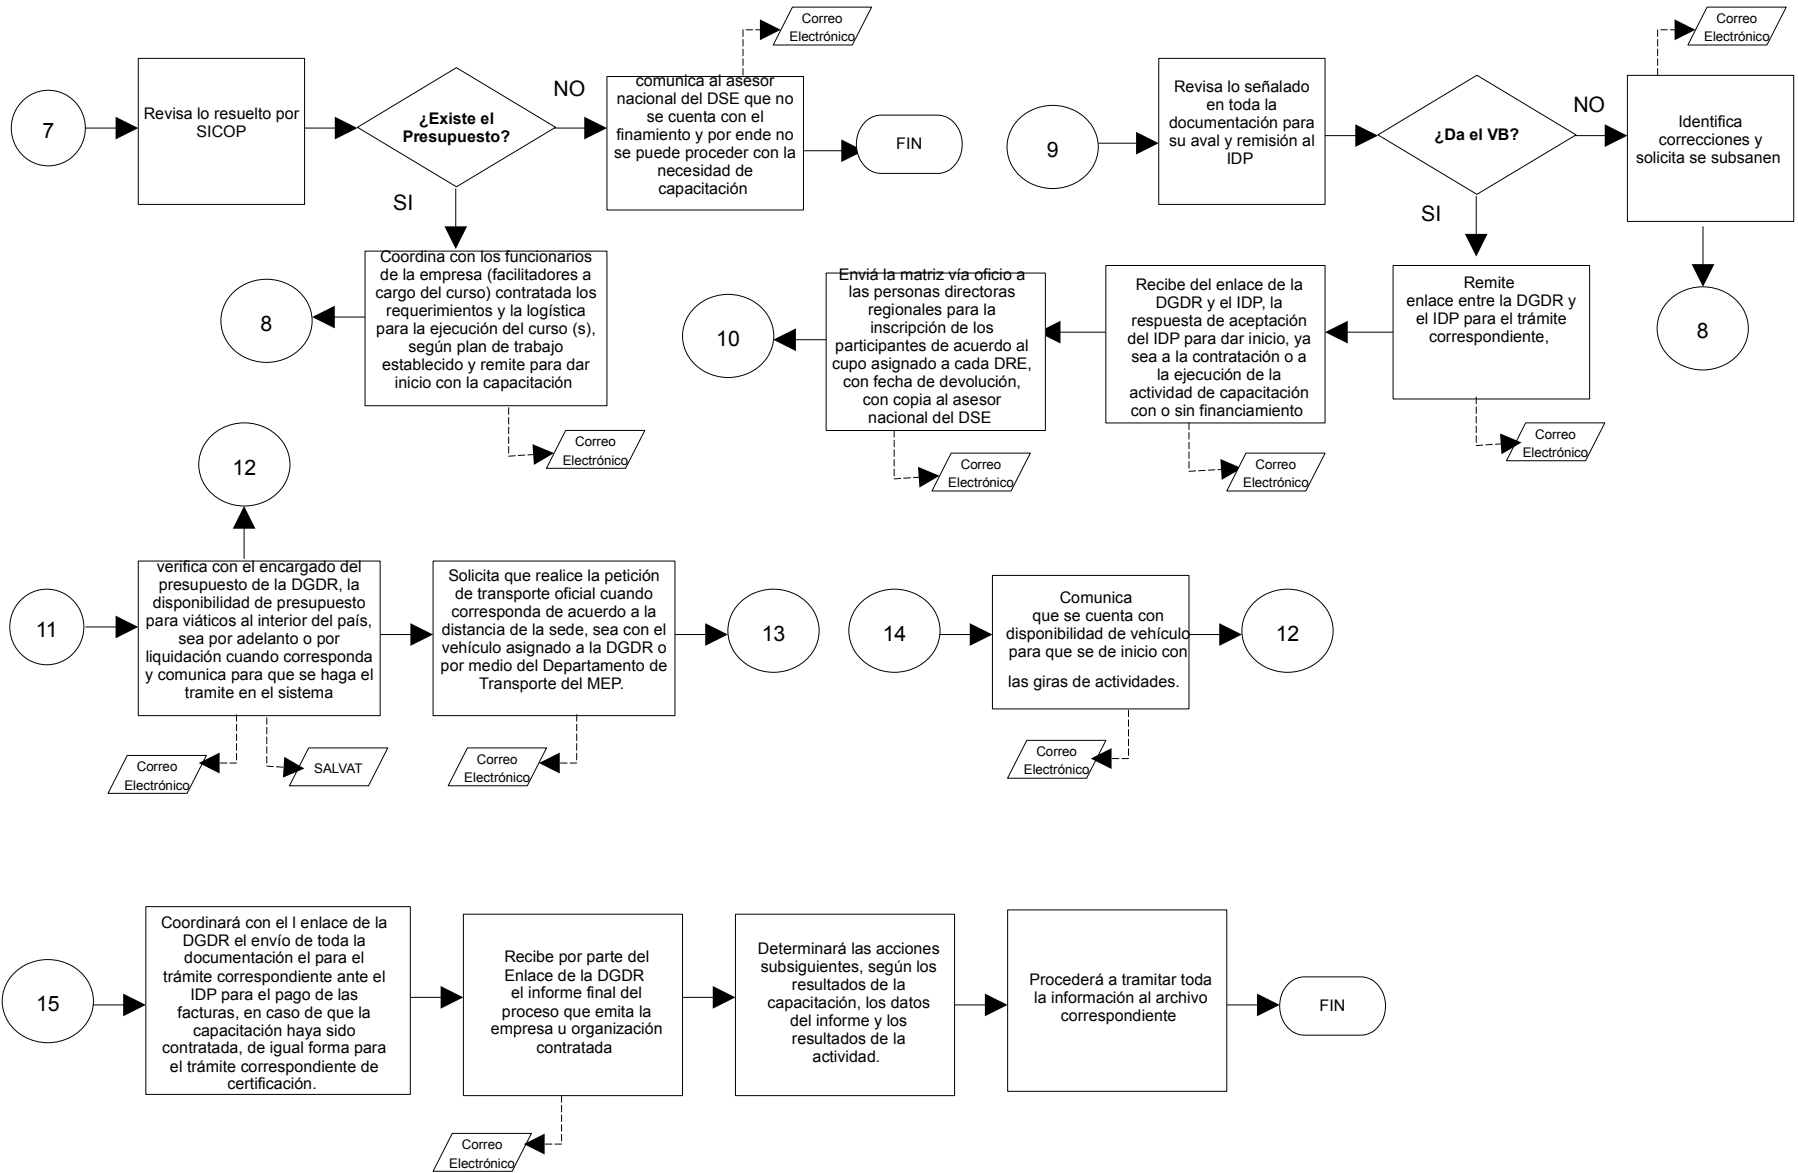 7
Revisa lo resuelto por
SICOP
¿Existe el
Presupuesto?
NO
comunica al asesor
nacional del DSE que no
se cuenta con el
finamiento y por ende no
se puede proceder con la
necesidad de
capacitación
Correo
Electrónico
FIN
SI
Coordina con los funcionarios
de la empresa (facilitadores a
cargo del curso) contratada los
requerimientos y la logística
para la ejecución del curso (s),
según plan de trabajo
establecido y remite para dar
inicio con la capacitación
8
Correo
Electrónico
9
Revisa lo señalado
en toda la
documentación para
su aval y remisión al
IDP
¿Da el VB?
NO
Identifica
correcciones y
solicita se subsanen
Correo
Electrónico
8
SI
Remite
enlace entre la DGDR y
el IDP para el trámite
correspondiente,
Correo
Electrónico
Recibe del enlace de la
DGDR y el IDP, la
respuesta de aceptación
del IDP para dar inicio, ya
sea a la contratación o a
la ejecución de la
actividad de capacitación
con o sin financiamiento
Correo
Electrónico
Enviá la matriz vía oficio a
las personas directoras
regionales para la
inscripción de los
participantes de acuerdo al
cupo asignado a cada DRE,
con fecha de devolución,
con copia al asesor
nacional del DSE
Correo
Electrónico
10
12
11
verifica con el encargado del
presupuesto de la DGDR, la
disponibilidad de presupuesto
para viáticos al interior del país,
sea por adelanto o por
liquidación cuando corresponda
y comunica para que se haga el
tramite en el sistema
Correo
Electrónico
SALVAT
Solicita que realice la petición
de transporte oficial cuando
corresponda de acuerdo a la
distancia de la sede, sea con el
vehículo asignado a la DGDR o
por medio del Departamento de
Transporte del MEP.
Correo
Electrónico
13
14
Comunica
que se cuenta con
disponibilidad de vehículo
para que se de inicio con
las giras de actividades.
Correo
Electrónico
12
15
Coordinará con el l enlace de la
DGDR el envío de toda la
documentación el para el
trámite correspondiente ante el
IDP para el pago de las
facturas, en caso de que la
capacitación haya sido
contratada, de igual forma para
el trámite correspondiente de
certificación.
Recibe por parte del
Enlace de la DGDR
el informe final del
proceso que emita la
empresa u organización
contratada
Correo
Electrónico
Determinará las acciones
subsiguientes, según los
resultados de la
capacitación, los datos
del informe y los
resultados de la
actividad.
Procederá a tramitar toda
la información al archivo
correspondiente
FIN